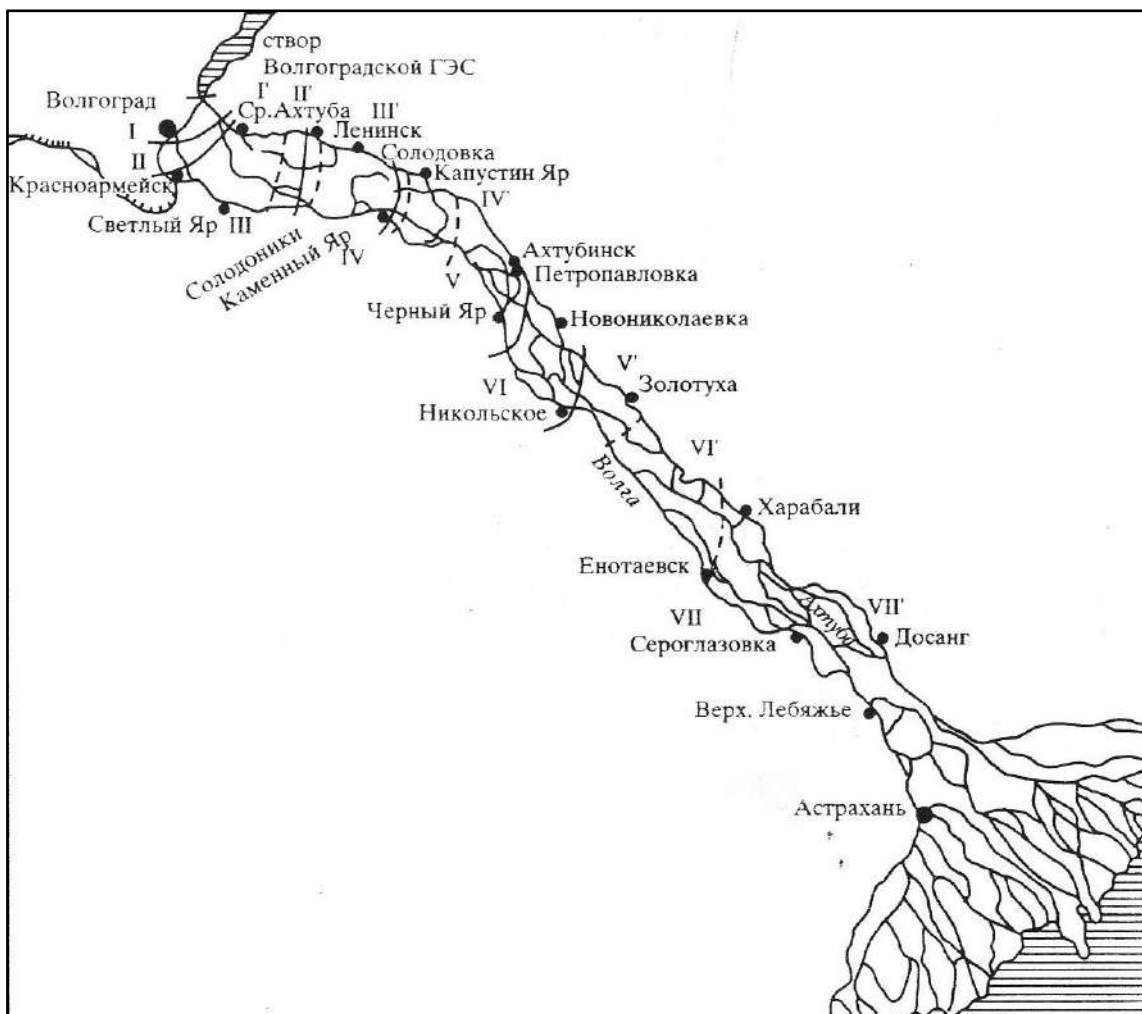 створ
Волгоградской ГЭС
Волгоград
I'
II'
I
Ср.Ахтуба
III'
Ленинск
II
Солодовка
Красноармейск
Капустин Яр
IV'
Светлый Яр
III
Солодоники
Каменный Яр
IV
V
Ахтубинск
Петропавловка
Черный Яр
Новониколаевка
VI
V'
Золотуха
Никольское
VI'
Волга
Харабали
Енотаевск
Ахтуба
VII
VII'
Сероглазовка
Досанг
Верх. Лебяжье
Астрахань